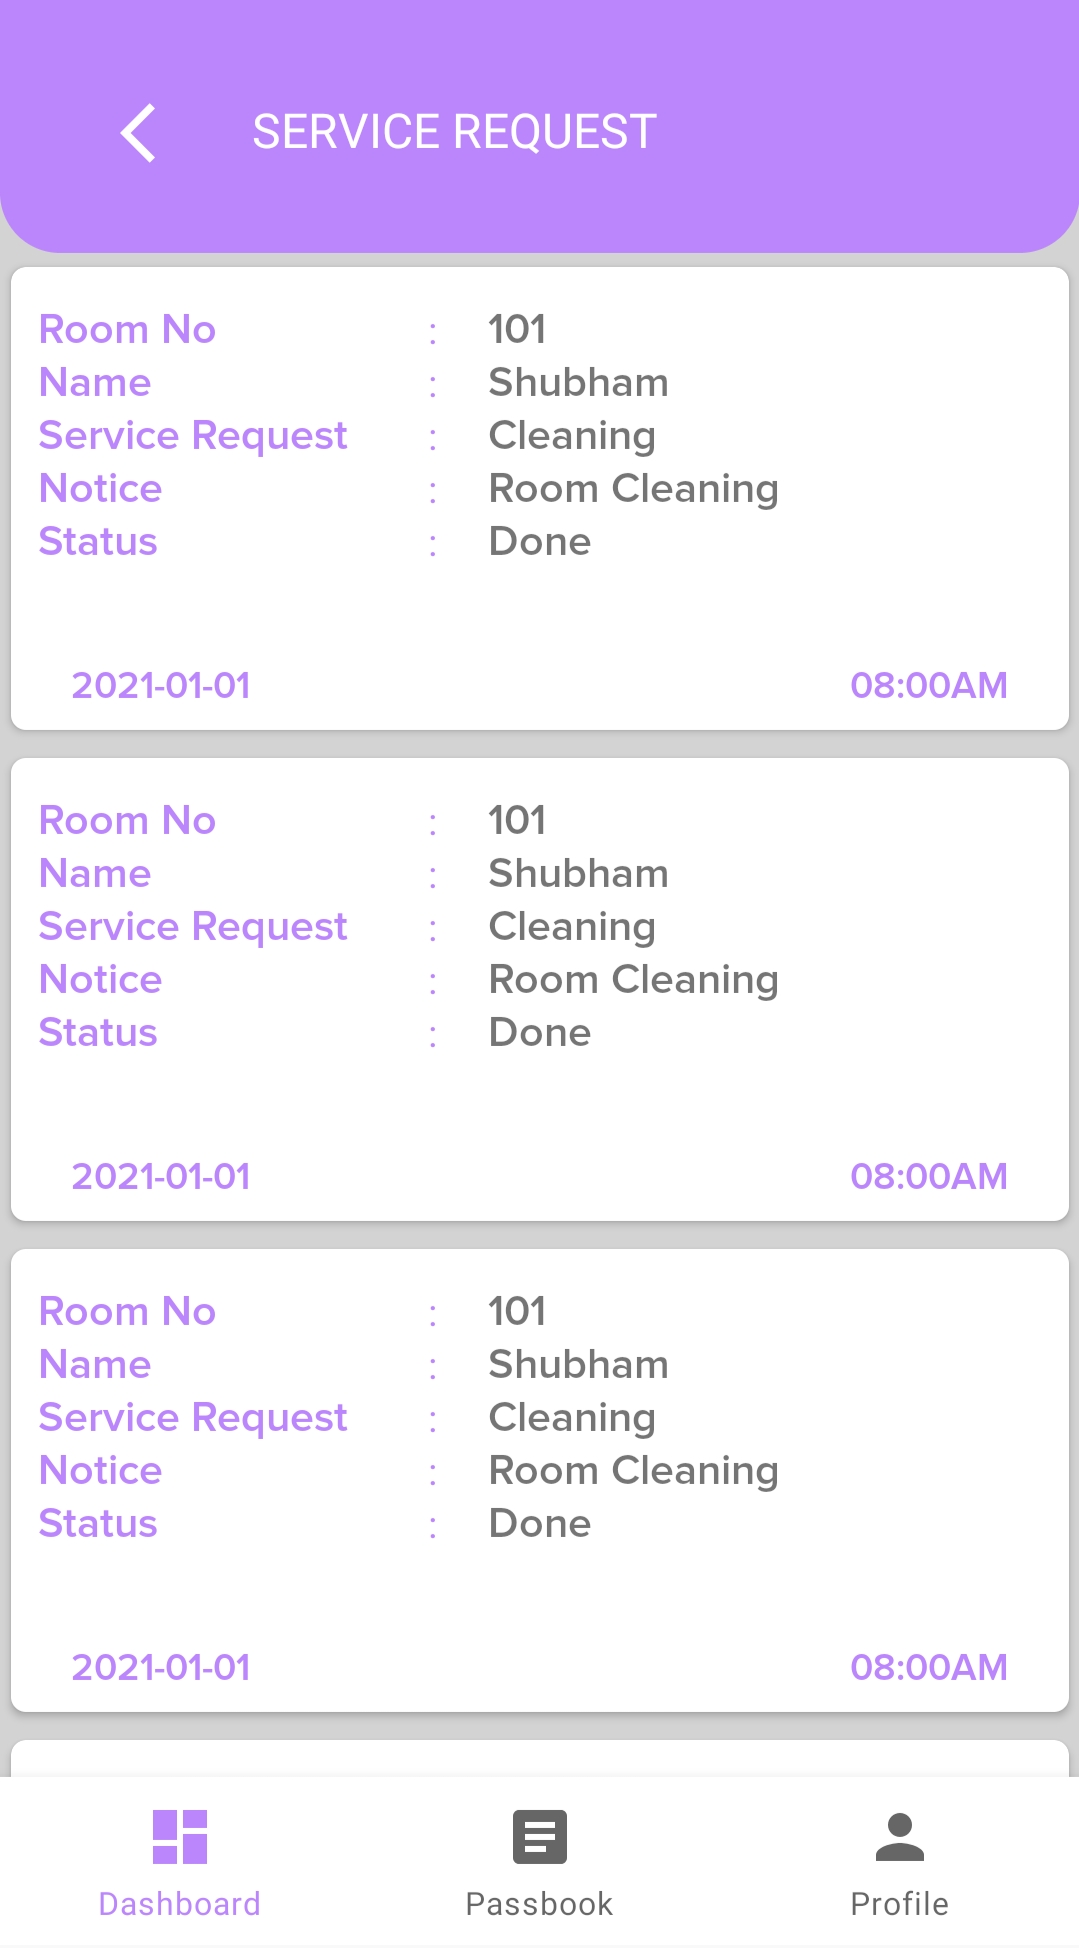 SERVICE REQUEST
Room No : 101
Name : Shubham
Service Request : Cleaning
Notice : Room Cleaning
Status : Done
2021-01-01 08:00AM
Room No : 101
Name : Shubham
Service Request : Cleaning
Notice : Room Cleaning
Status : Done
2021-01-01 08:00AM
Room No : 101
Name : Shubham
Service Request : Cleaning
Notice : Room Cleaning
Status : Done
2021-01-01 08:00AM
Dashboard Passbook Profile